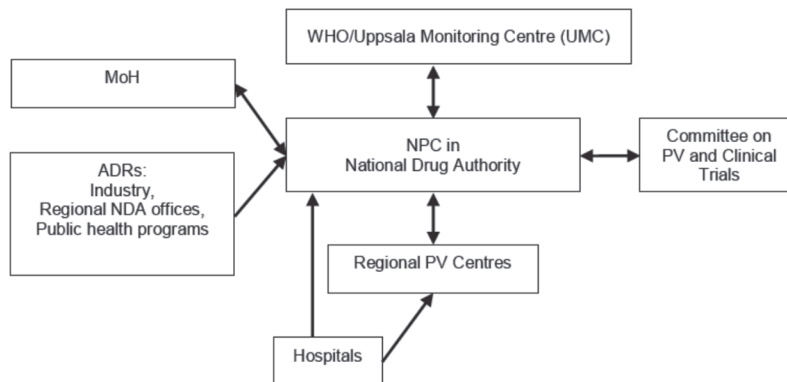 WHO/Uppsala Monitoring Centre (UMC)
MoH
NPC in
National Drug Authority
Committee on
PV and Clinical
Trials
ADRs:
Industry,
Regional NDA offices,
Public health programs
Regional PV Centres
Hospitals